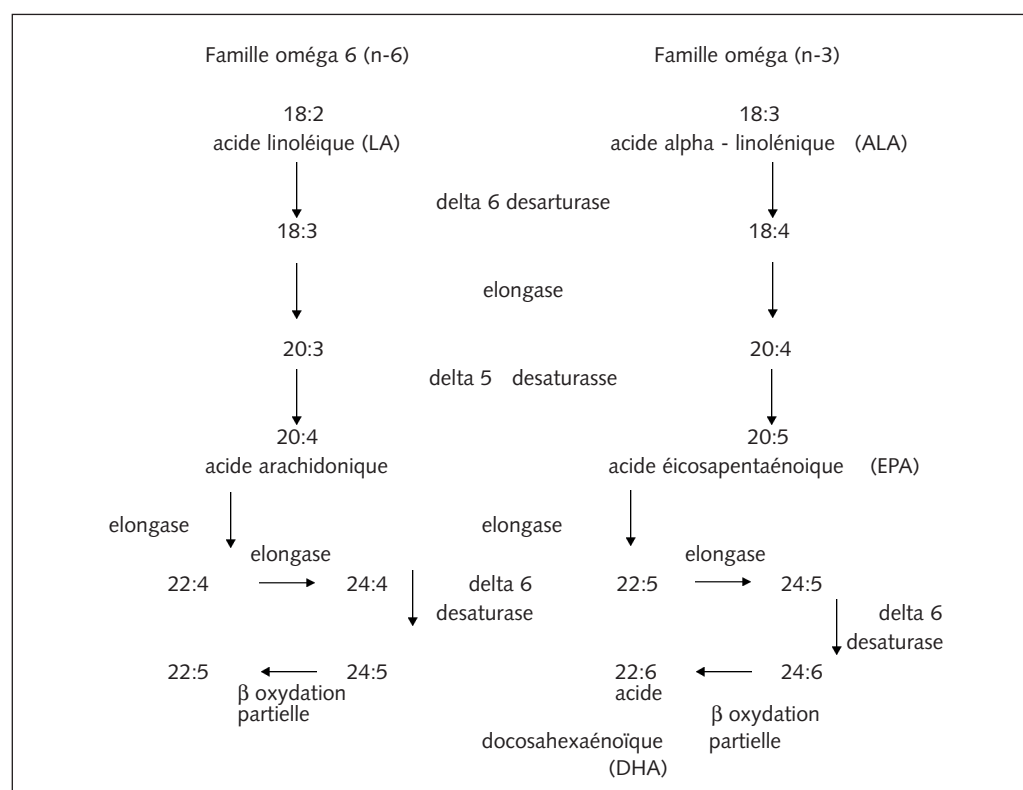 Famille oméga 6 (n-6)
Famille oméga (n-3)
18:2
18:3
acide linoléique (LA)
acide alpha - linolénique (ALA)
delta 6 desarturase
18:3
18:4
elongase
20:3
20:4
delta 5 desaturasse
20:4
20:5
acide arachidonique
acide éicosapentaénoique (EPA)
elongase
elongase
elongase
elongase
22:4
24:4
delta 6
desaturase
22:5
24:5
delta 6
desaturase
22:5
24:5
β oxydation
partielle
22:6
acide
24:6
β oxydation
partielle
docosahexaénoïque
(DHA)